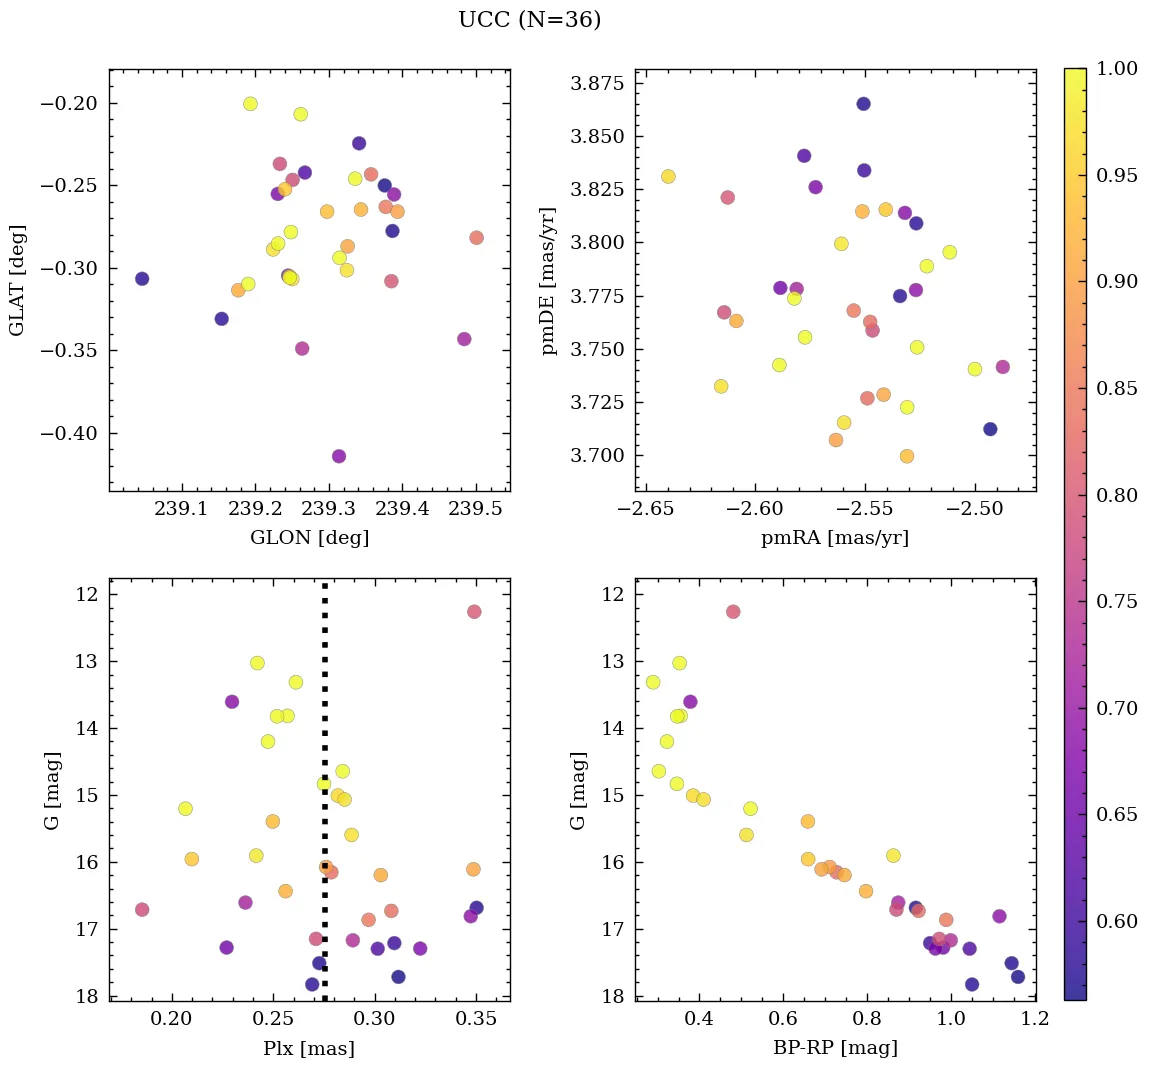 UCC (N=36)
−0.20
−0.25
−0.30
−0.35
−0.40
GLAT [deg]
239.1 239.2 239.3 239.4 239.5
GLON [deg]
3.875
3.850
3.825
3.800
3.775
3.750
3.725
3.700
pmDE [mas/yr]
−2.65 −2.60 −2.55 −2.50
pmRA [mas/yr]
12
13
14
15
16
17
18
G [mag]
0.20 0.25 0.30 0.35
Plx [mas]
12
13
14
15
16
17
18
G [mag]
0.4 0.6 0.8 1.0 1.2
BP-RP [mag]
1.00
0.95
0.90
0.85
0.80
0.75
0.70
0.65
0.60